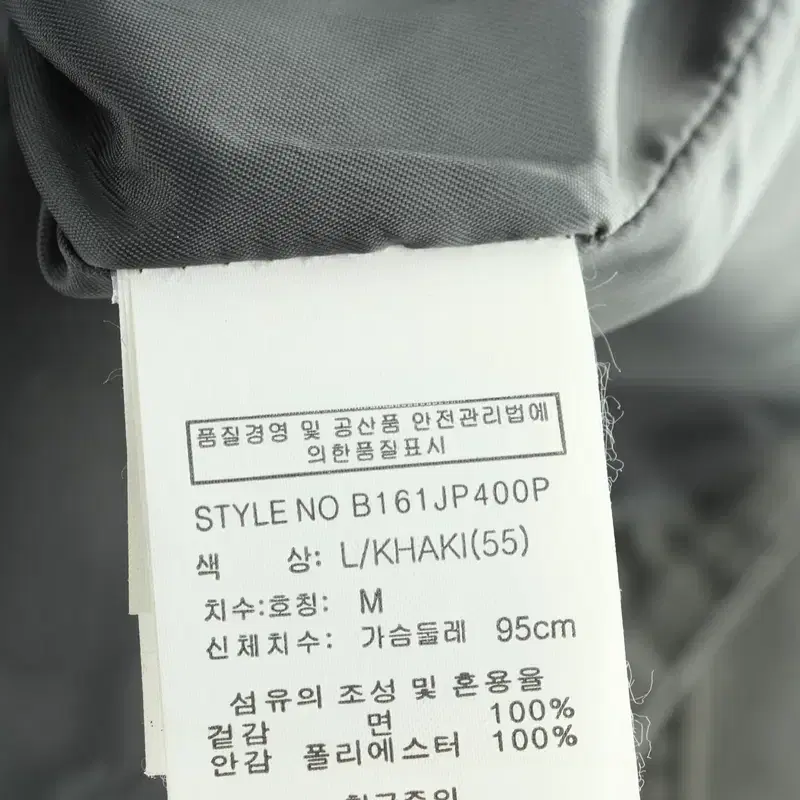 품질경영 및 공산품 안전관리법에
의한품질표시
STYLE NO B161JP400P
색 상: L/KHAKI(55)
치수:호칭: M
신체치수: 가슴둘레 95cm
섬유의 조성 및 혼용율
겉감 면 100%
안감 폴리에스터 100%